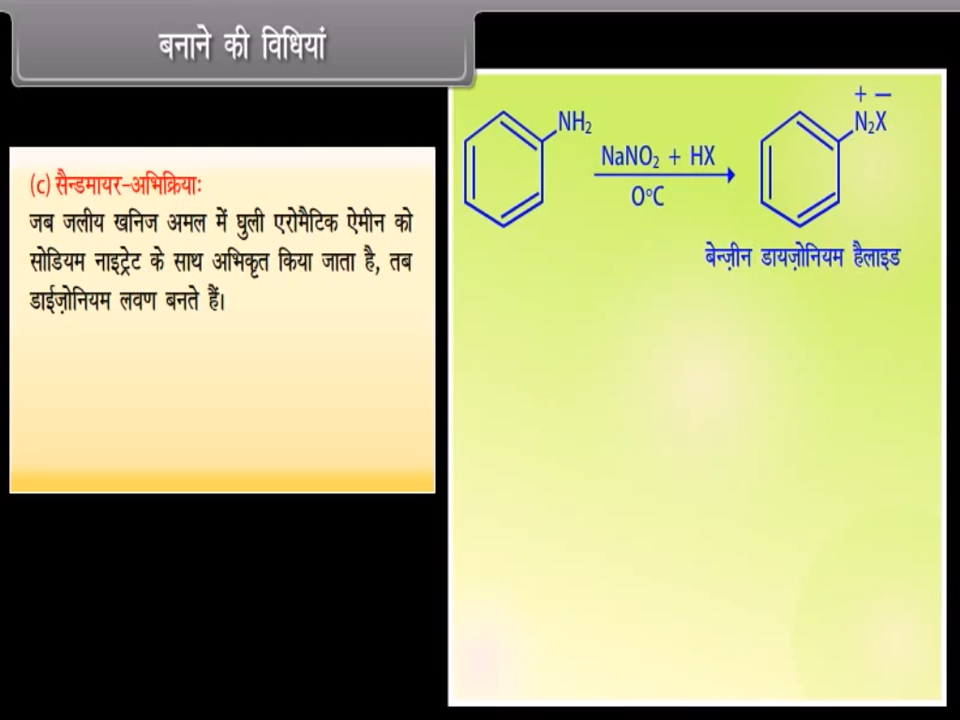 बनाने की विधियां
(c) सैन्डमायर-अभिक्रियाः
जब जलीय खनिज अमल में घुली एरोमैटिक ऐमीन को
सोडियम नाइट्रेट के साथ अभिकृत किया जाता है, तब
डाईज़ोनियम लवण बनते हैं।
NH₂
NaNO₂ + HX
O°C
+ −
N₂X
बेन्ज़ीन डायज़ोनियम हैलाइड